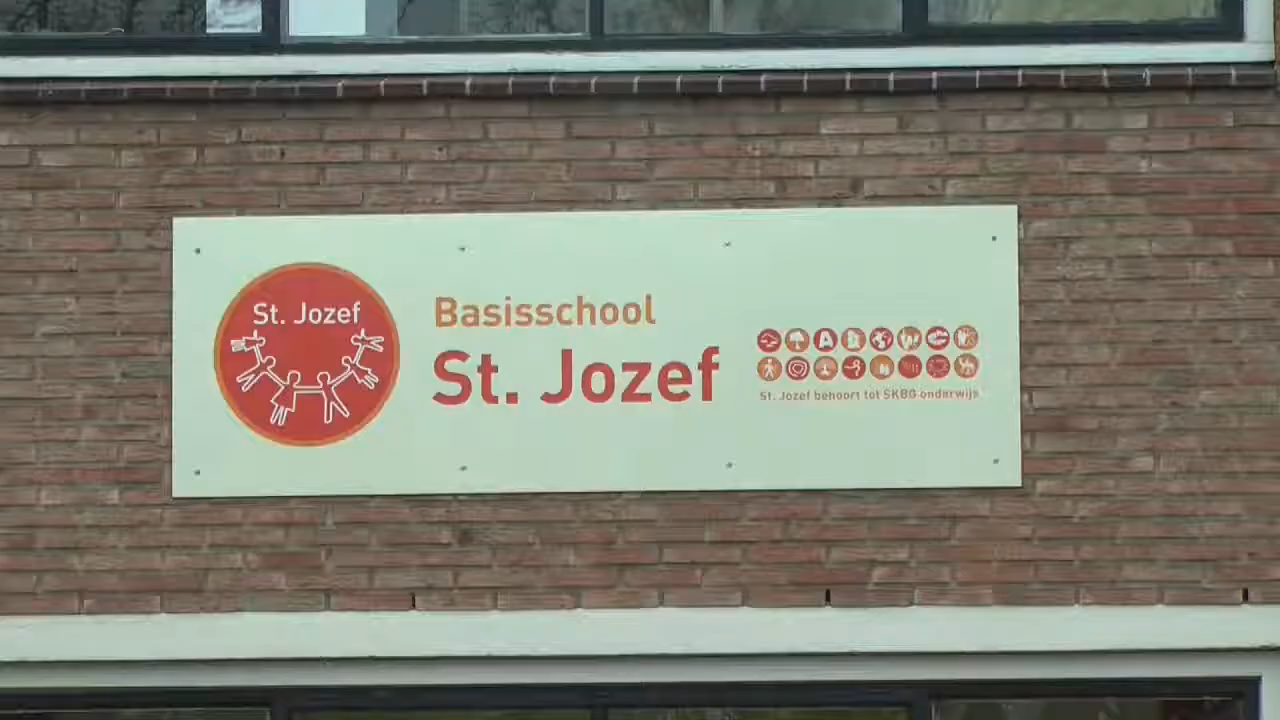 St. Jozef
Basisschool
St. Jozef
A
St. Jozef behoort tot SKBG onderwijs